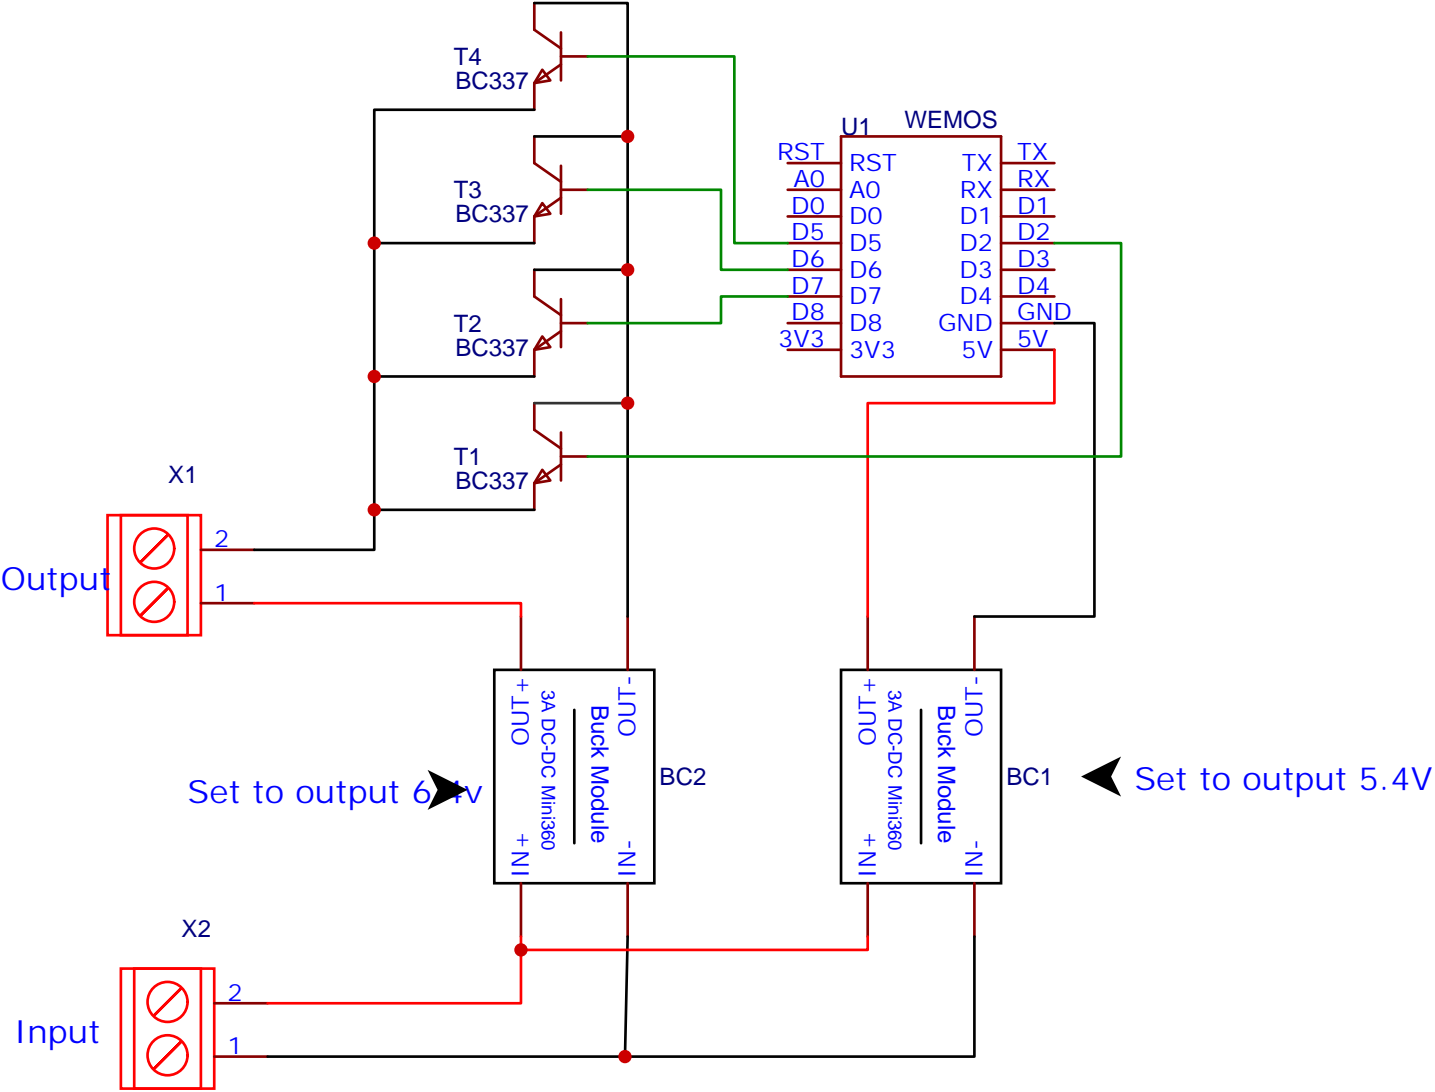 T4
BC337
T3
BC337
T2
BC337
T1
BC337
U1 WEMOS
RST RST TX TX
A0 A0 RX RX
D0 D0 D1 D1
D5 D5 D2 D2
D6 D6 D3 D3
D7 D7 D4 D4
D8 D8 GND GND
3V3 3V3 5V 5V
X1
2
Output
1
OUT+
OUT-
3A DC-DC Mini360
Buck Module
IN+
IN-
BC2
Set to output 6.4v
OUT+
OUT-
3A DC-DC Mini360
Buck Module
IN+
IN-
BC1
Set to output 5.4V
X2
2
Input
1